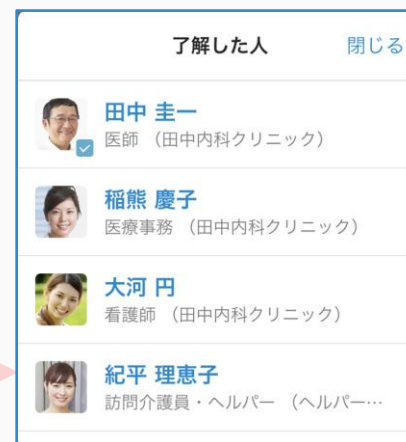 了解した人 閉じる
田中 圭一
医師 （田中内科クリニック）
稲熊 慶子
医療事務 （田中内科クリニック）
大河 円
看護師 （田中内科クリニック）
紀平 理恵子
訪問介護員・ヘルパー （ヘルパー…